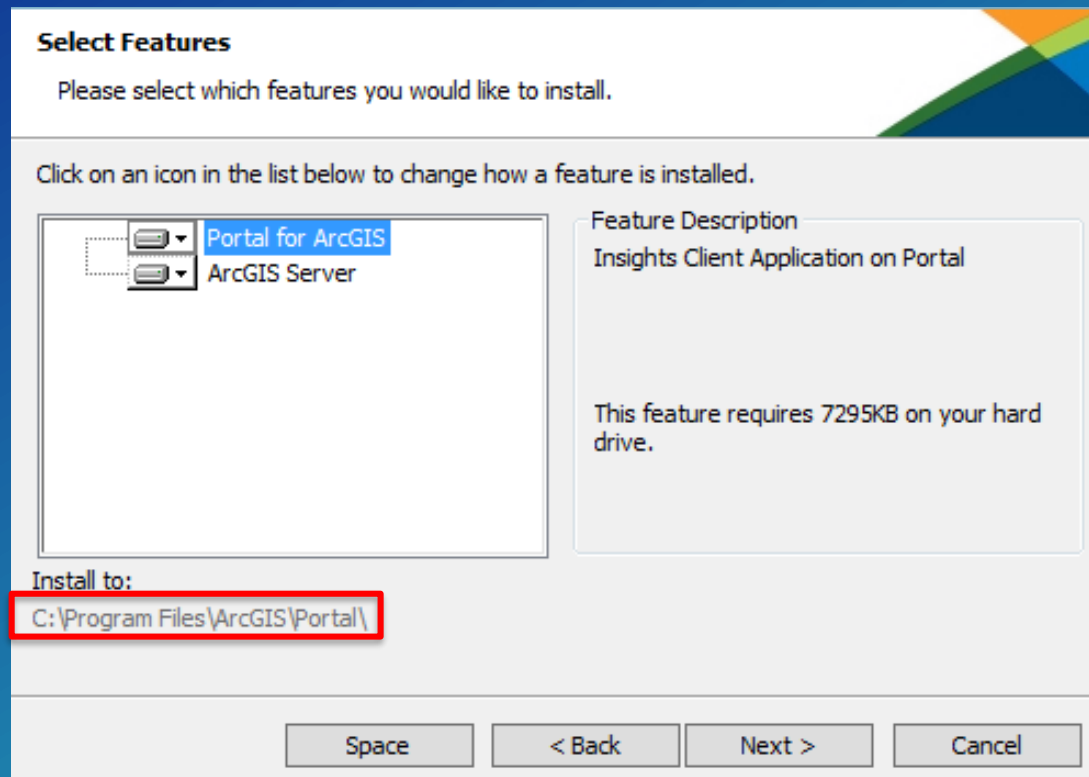 Select Features
Please select which features you would like to install.
Click on an icon in the list below to change how a feature is installed.
Portal for ArcGIS
ArcGIS Server
Feature Description
Insights Client Application on Portal
This feature requires 7295KB on your hard
drive.
Install to:
C:\Program Files\ArcGIS\Portal\
Space
< Back
Next >
Cancel